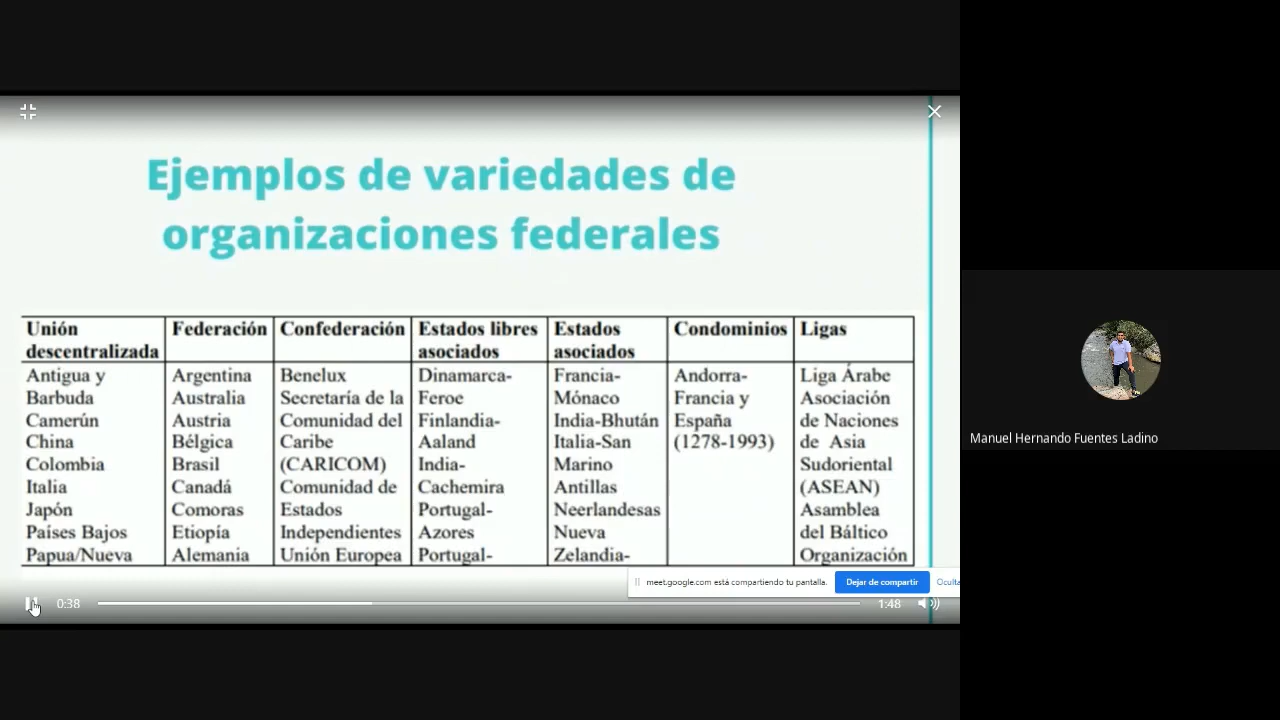 Ejemplos de variedades de
organizaciones federales
Unión
descentralizada
Antigua y
Barbuda
Camerún
China
Colombia
Italia
Japón
Países Bajos
Papua/Nueva
Federación
Argentina
Australia
Austria
Bélgica
Brasil
Canadá
Comoras
Etiopía
Alemania
Confederación
Benelux
Secretaría de la
Comunidad del
Caribe
(CARICOM)
Comunidad de
Estados
Independientes
Unión Europea
Estados libres
asociados
Dinamarca-
Feroe
Finlandia-
Aaland
India-
Cachemira
Portugal-
Azores
Portugal-
Estados
asociados
Francia-
Mónaco
India-Bhután
Italia-San
Marino
Antillas
Neerlandesas
Nueva
Zelandia-
Condominios
Andorra-
Francia y
España
(1278-1993)
Ligas
Liga Árabe
Asociación
de Naciones
de Asia
Sudoriental
(ASEAN)
Asamblea
del Báltico
Organización
meet.google.com está compartiendo tu pantalla.
Dejar de compartir
Oculta
0:38
1:48
Manuel Hernando Fuentes Ladino